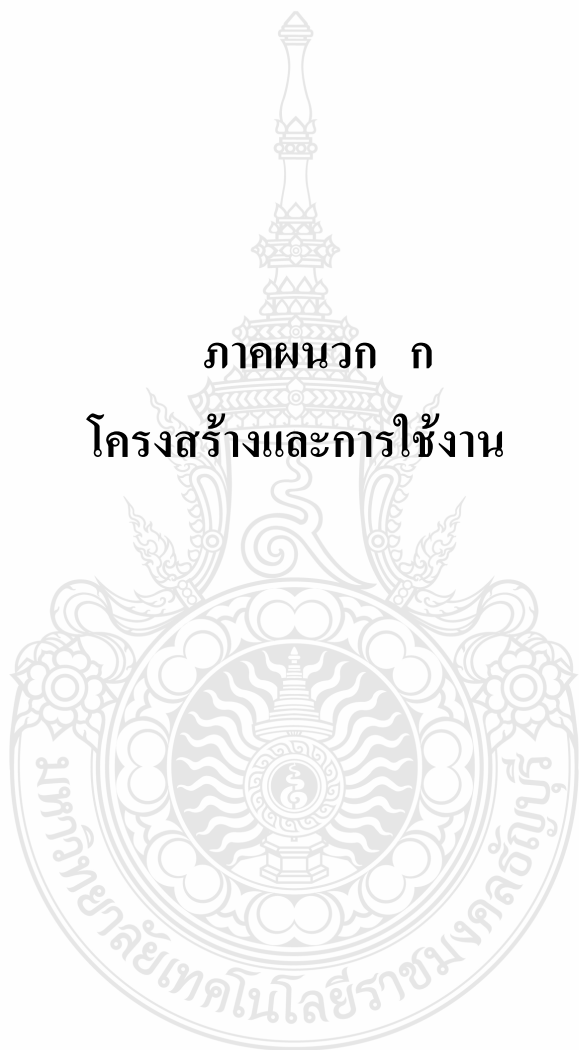 ภาคผนวก ก
โครงสร้างและการใช้งาน
มหาวิทยาลัยเทคโนโลยีราชมงคลธัญบุรี